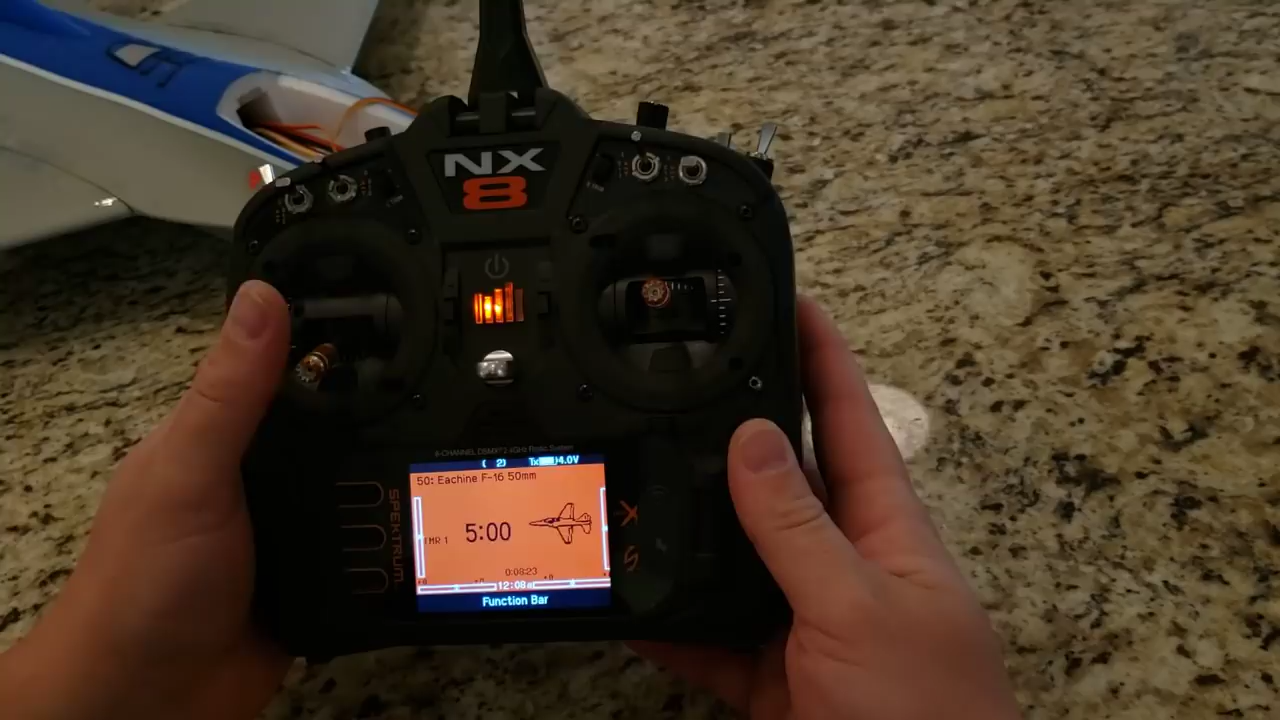 NX
8
8-CHANNEL DSMX 2.4GHz Radio System
( 2) Tx 4.0V
50: Eachine F-16 50mm
TMR 1 5:00
0:08:23
12:08
Function Bar
SPEKTRUM